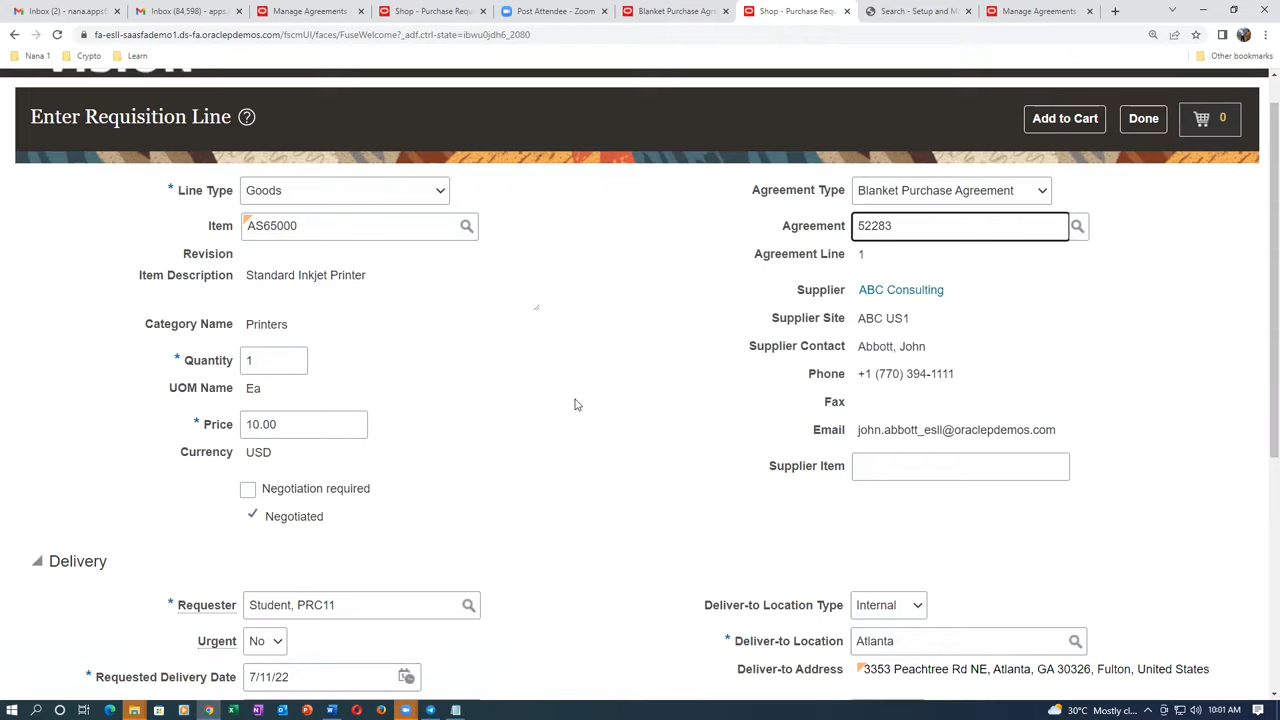 Inbox (2) - nana.apps@
Inbox (84,598) - apps.
Manage Agreements
Shop - Purchase Requ
Post Attendee - Zoom
Blanket Purchase Agre
Shop - Purchase Requ
Search - Setup and M
Manage Agreements
fa-esll-saasfademo1.ds-fa.oraclepdemos.com/fscmUI/faces/FuseWelcome?_adf.ctrl-state=ibwu0jdh6_2080
Nana 1 Crypto Learn Other bookmarks
VISION
Enter Requisition Line ?
Add to Cart Done 0
* Line Type Goods
Agreement Type Blanket Purchase Agreement
Item AS65000
Agreement 52283
Revision
Agreement Line 1
Item Description Standard Inkjet Printer
Supplier ABC Consulting
Supplier Site ABC US1
Category Name Printers
Supplier Contact Abbott, John
* Quantity 1
Phone +1 (770) 394-1111
UOM Name Ea
Fax
* Price 10.00
Email john.abbott_esll@oraclepdemos.com
Currency USD
Supplier Item
Negotiation required
Negotiated
Delivery
* Requester Student, PRC11
Deliver-to Location Type Internal
Urgent No
* Deliver-to Location Atlanta
* Requested Delivery Date 7/11/22
Deliver-to Address 3353 Peachtree Rd NE, Atlanta, GA 30326, Fulton, United States
30°C Mostly cl... 10:01 AM